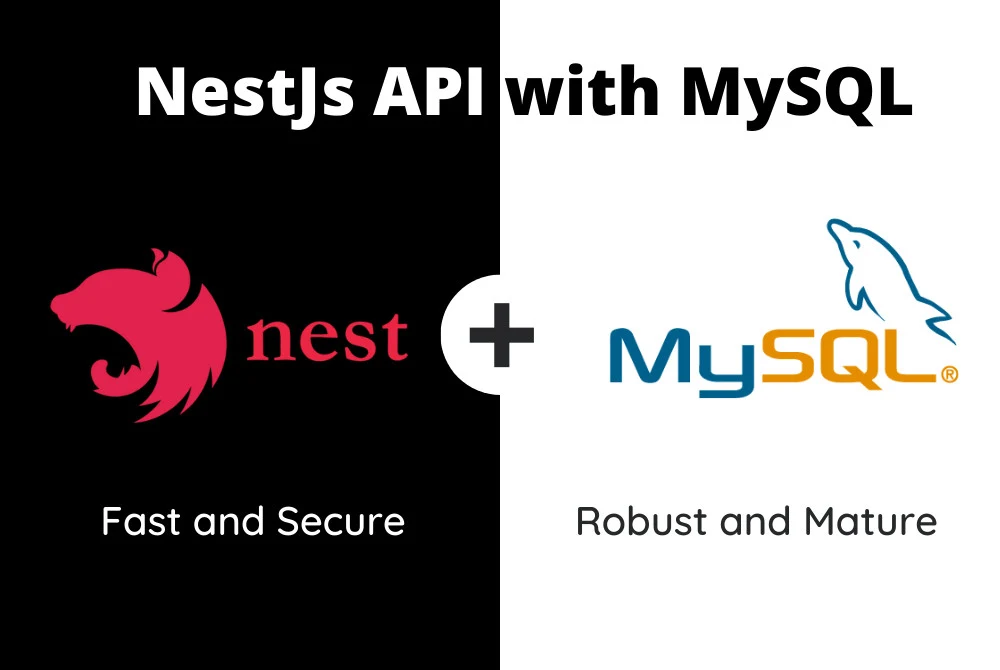 NestJs API with MySQL
nest
+
MySQL®
Fast and Secure
Robust and Mature